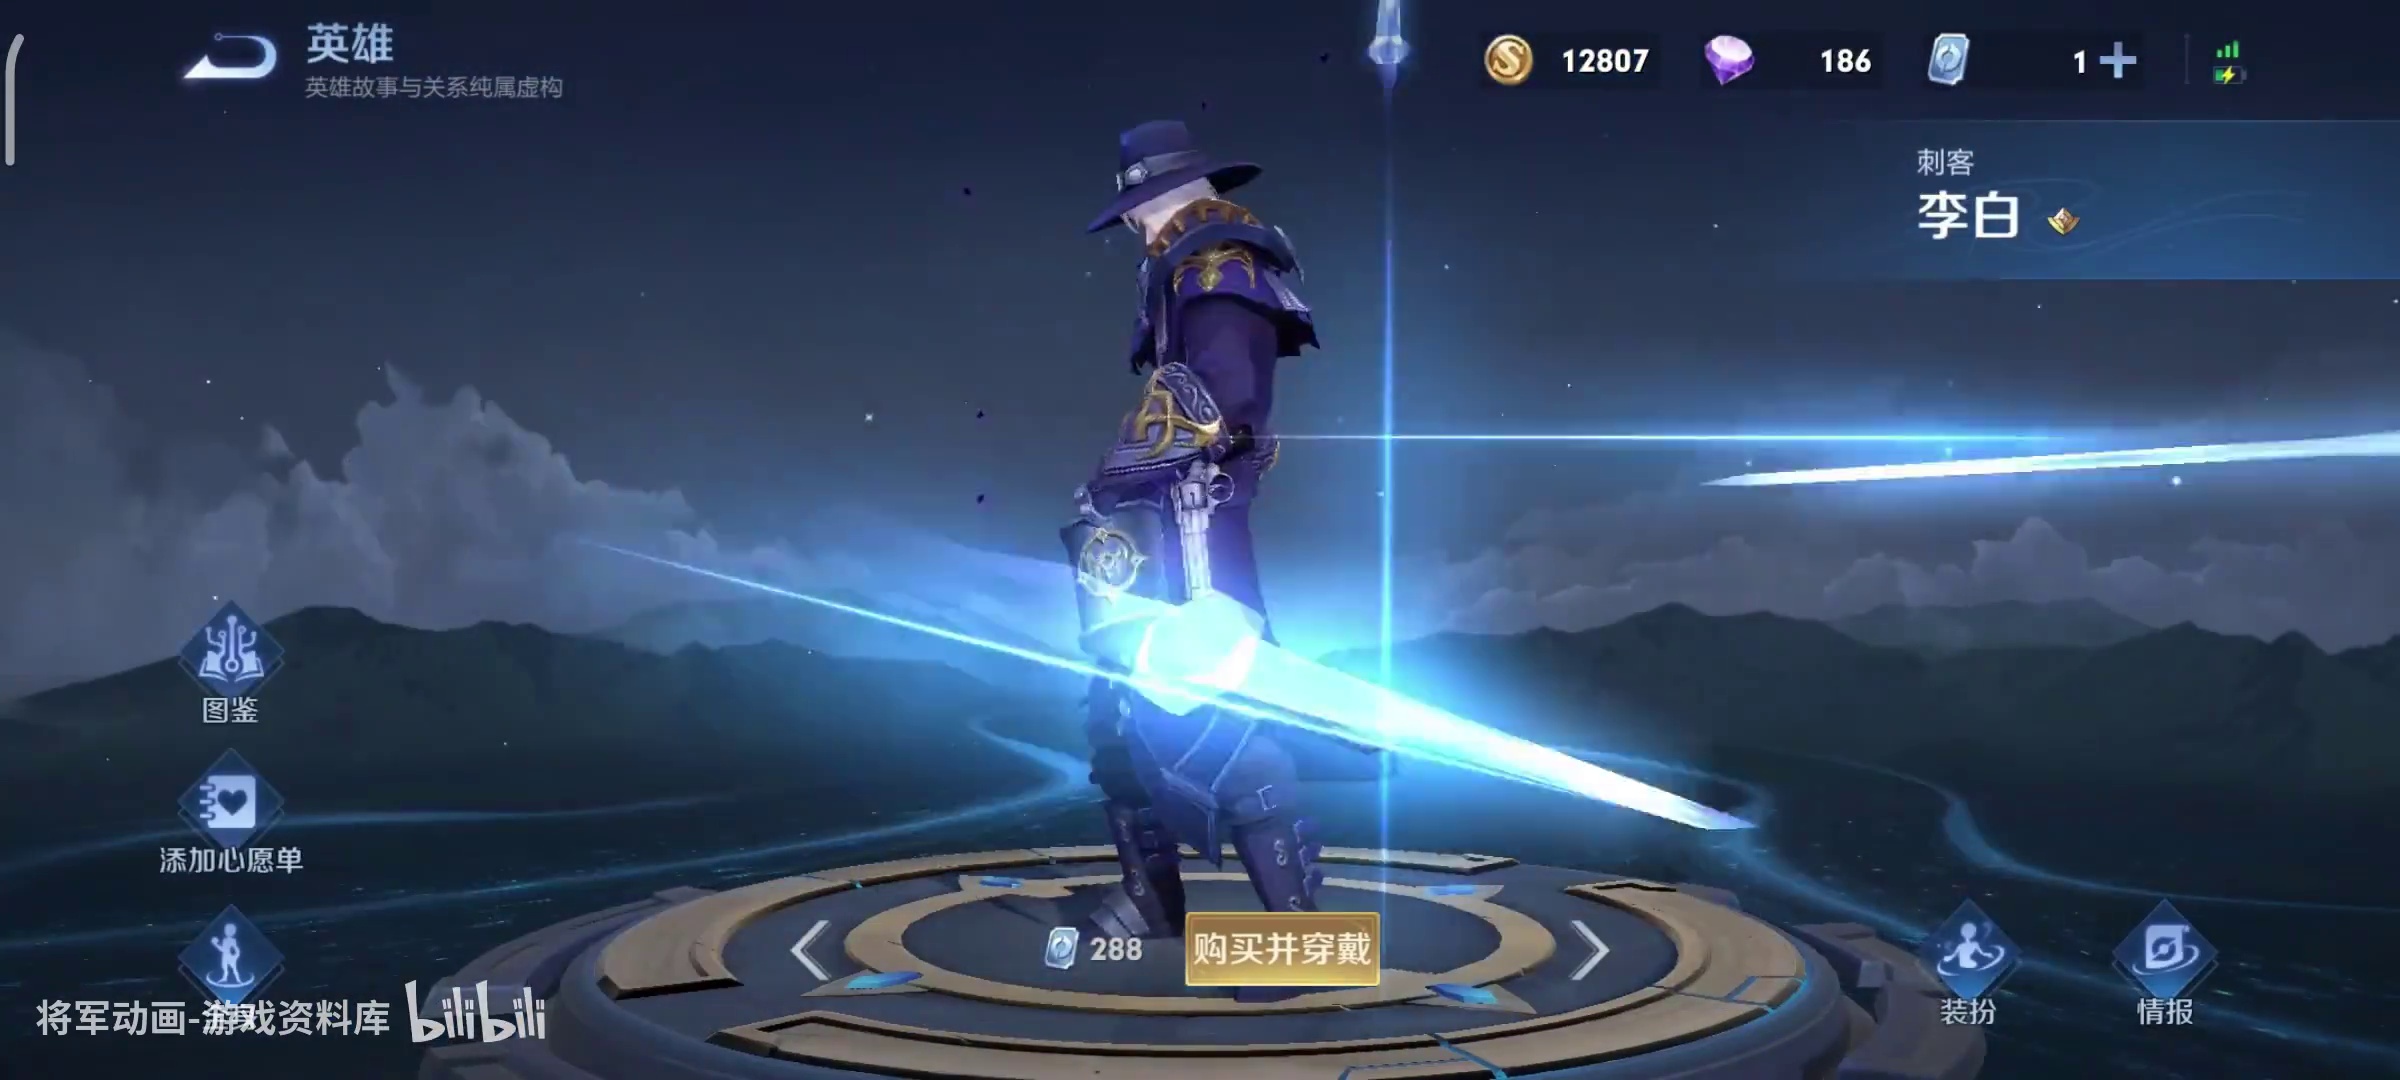 英雄
英雄故事与关系纯属虚构
12807
186
1
刺客
李白
图鉴
添加心愿单
288
购买并穿戴
装扮
情报
将军动画-游戏资料库 bilibili